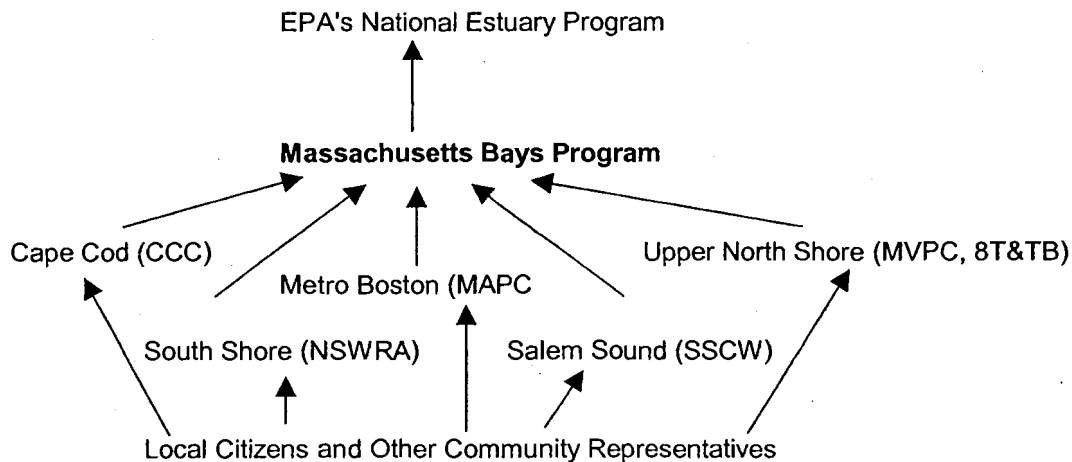 EPA's National Estuary Program
Massachusetts Bays Program
Cape Cod (CCC)
Upper North Shore (MVPC, 8T&TB)
Metro Boston (MAPC
South Shore (NSWRA)
Salem Sound (SSCW)
Local Citizens and Other Community Representatives